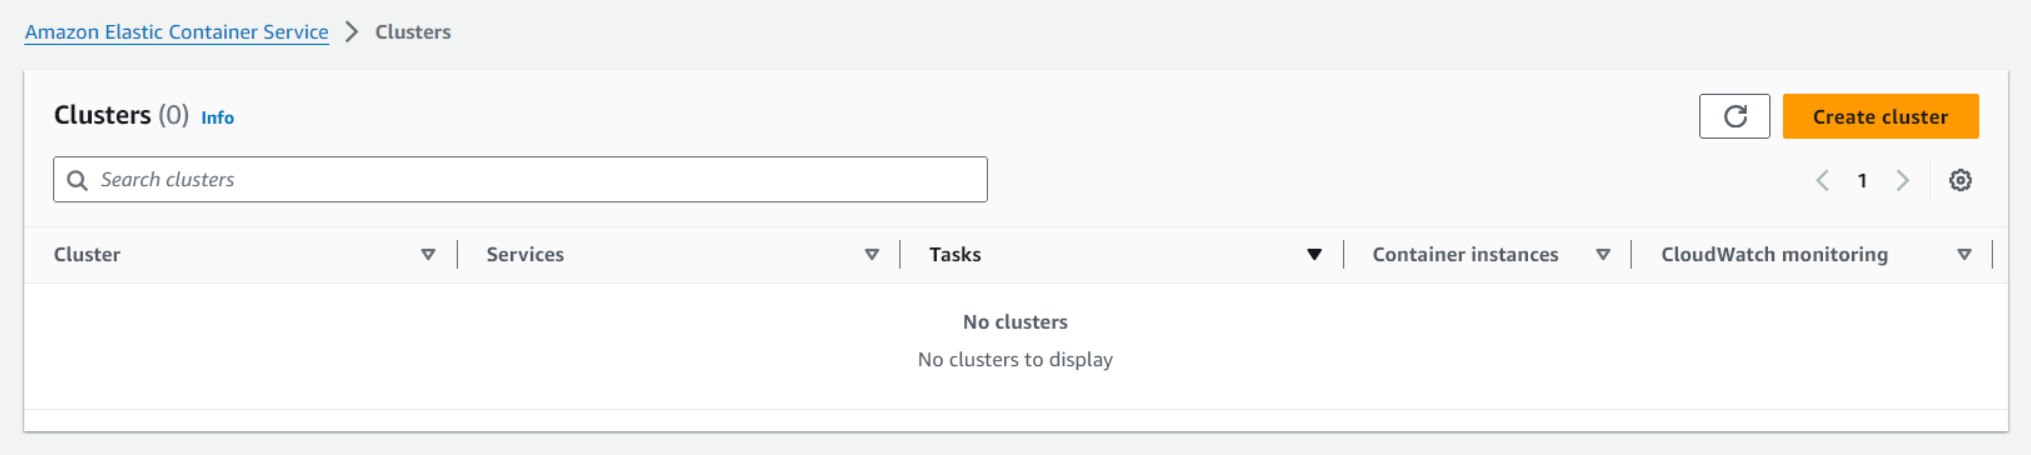 Amazon Elastic Container Service > Clusters
Clusters (0) Info
Create cluster
Search clusters
1
Cluster Services Tasks Container instances CloudWatch monitoring
No clusters
No clusters to display